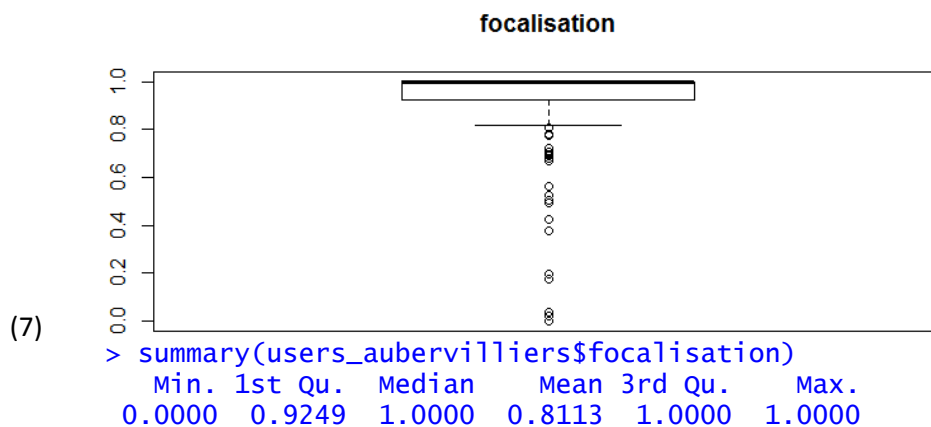 focalisation
1.0
0.8
0.6
0.4
0.2
0.0
(7)
> summary(users_aubervilliers$focalisation)
Min. 1st Qu. Median Mean 3rd Qu. Max.
0.0000 0.9249 1.0000 0.8113 1.0000 1.0000